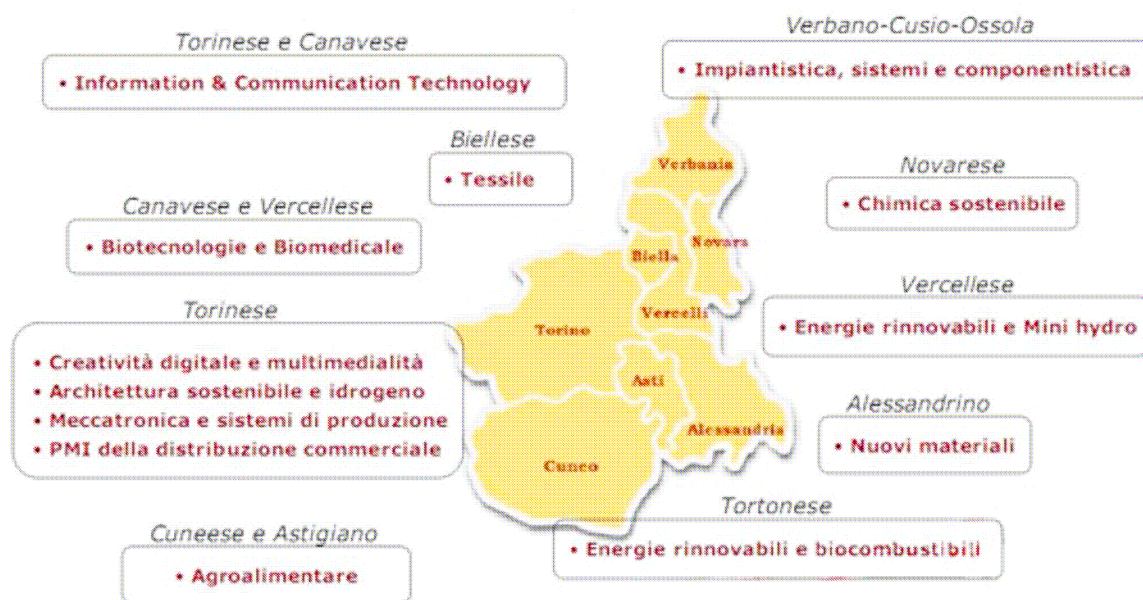 Torinese e Canavese
• Information & Communication Technology
Verbano-Cusio-Ossola
• Impiantistica, sistemi e componentistica
Biellese
• Tessile
Novarese
• Chimica sostenibile
Canavese e Vercellese
• Biotecnologie e Biomedicale
Vercellese
• Energie rinnovabili e Mini hydro
Torinese
• Creatività digitale e multimedialità
• Architettura sostenibile e idrogeno
• Meccatronica e sistemi di produzione
• PMI della distribuzione commerciale
Alessandrino
• Nuovi materiali
Tortonese
• Energie rinnovabili e biocombustibili
Cuneese e Astigiano
• Agroalimentare
Verbania
Novara
Biella
Vercelli
Torino
Asti
Alessandria
Cuneo